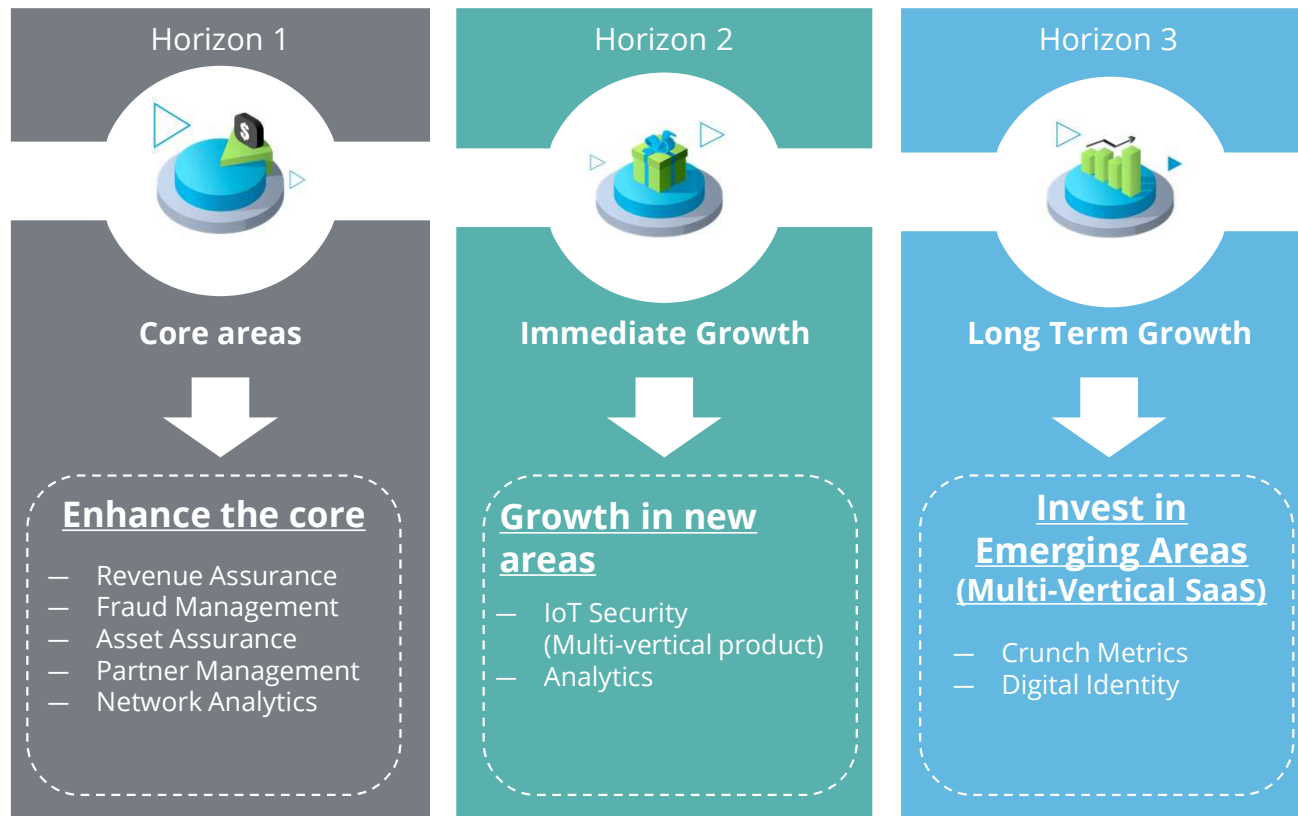 Horizon 1
Core areas
Enhance the core
— Revenue Assurance
— Fraud Management
— Asset Assurance
— Partner Management
— Network Analytics
Horizon 2
Immediate Growth
Growth in new
areas
— IoT Security
(Multi-vertical product)
— Analytics
Horizon 3
$
Long Term Growth
Invest in
Emerging Areas
(Multi-Vertical SaaS)
— Crunch Metrics
— Digital Identity